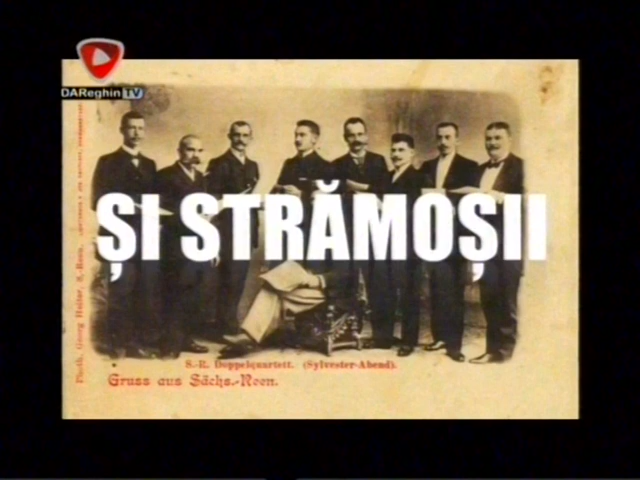 DAReghin TV
ȘI STRĂMOȘII
S.-R. Doppelquartett. (Sylvester-Abend).
Gruss aus Sächs.-Reen.